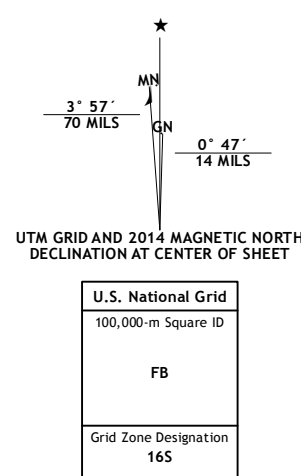 MN
3° 57´
70 MILS
GN
0° 47´
14 MILS
UTM GRID AND 2014 MAGNETIC NORTH
DECLINATION AT CENTER OF SHEET
U.S. National Grid
100,000-m Square ID
FB
Grid Zone Designation
16S